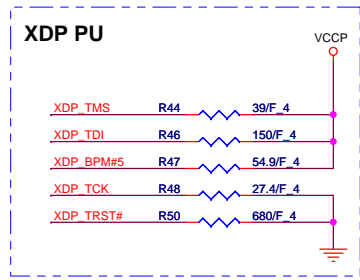 XDP PU
VCCP
XDP_TMS R44 39/F_4
XDP_TDI R46 150/F_4
XDP_BPM#5 R47 54.9/F_4
XDP_TCK R48 27.4/F_4
XDP_TRST# R50 680/F_4